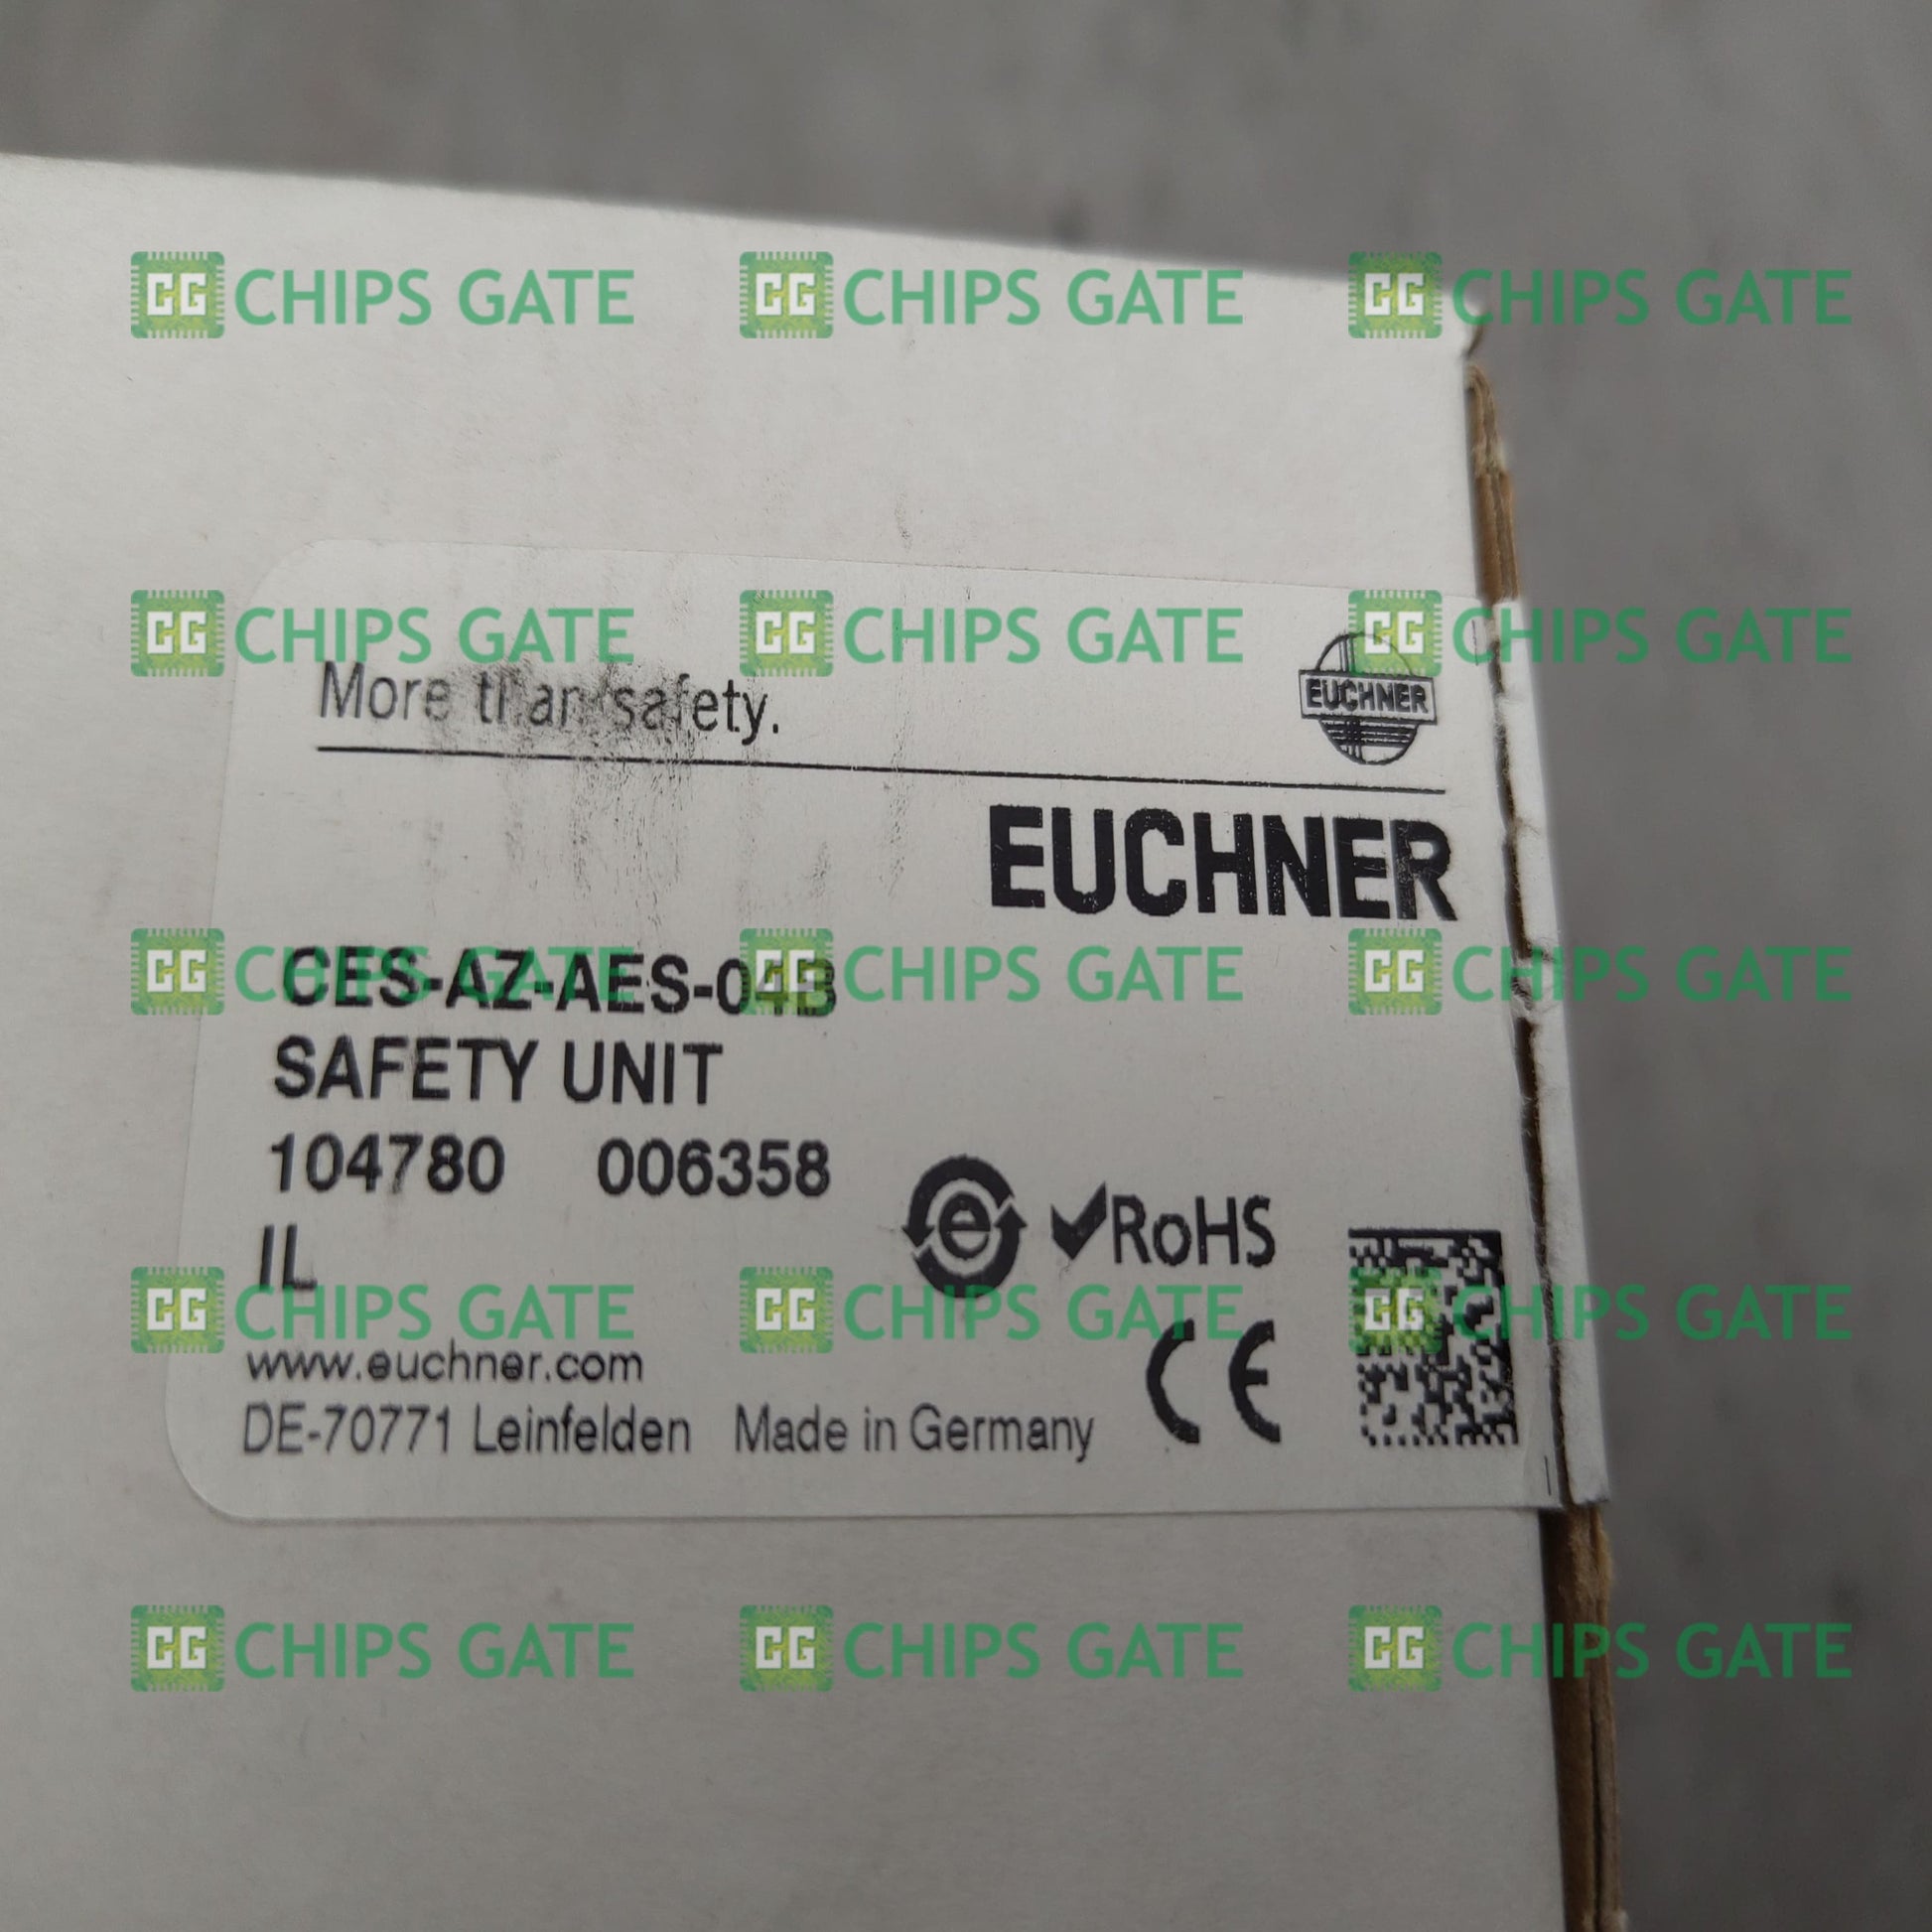 CG CHIPS GATE CG CHIPS GATE CG CHIPS GATE
CG CHIPS GATE CG CHIPS GATE CG CHIPS GATE
More than safety.
EUCHNER
EUCHNER
CG CHIPS GATE CG CHIPS GATE CG CHIPS GATE
CES-AZ-AES-04B
SAFETY UNIT
104780 006358
e ✔RoHS
IL
CG CHIPS GATE CG CHIPS GATE CG CHIPS GATE
www.euchner.com
CE
DE-70771 Leinfelden Made in Germany
CG CHIPS GATE CG CHIPS GATE CG CHIPS GATE